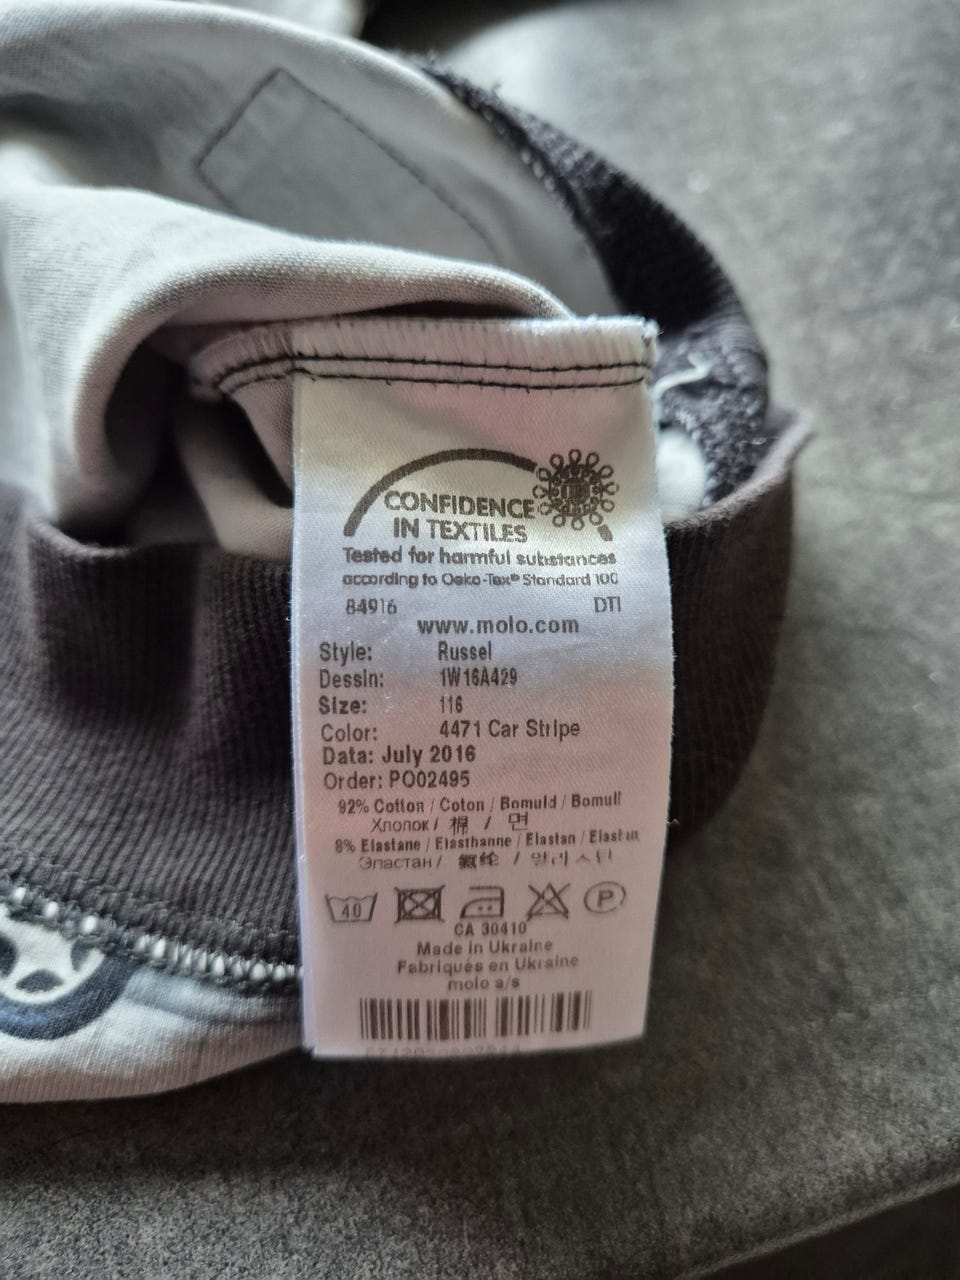 CONFIDENCE
IN TEXTILES
Tested for harmful substances
according to Oeko-Tex® Standard 100
84916 DTI
www.molo.com
Style: Russel
Dessin: 1W16A429
Size: 116
Color: 4471 Car Stripe
Data: July 2016
Order: PO02495
92% Cotton / Coton / Bomuld / Bomull
Хлопок / 棉 / 면
8% Elastane / Elasthanne / Elastan / Elastan
Эластан / 氨纶 /
40
P
CA 30410
Made in Ukraine
Fabriqués en Ukraine
molo a/s